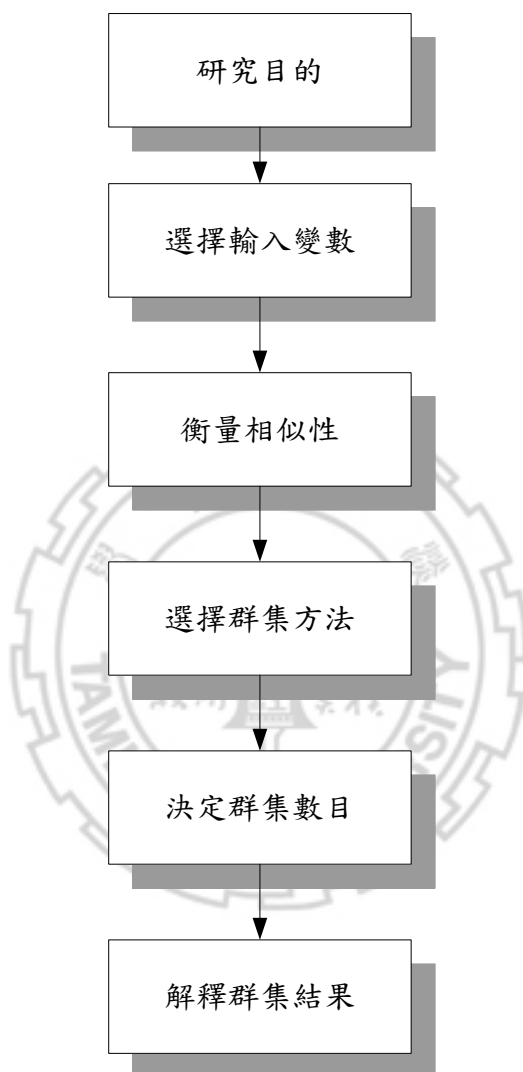 研究目的
選擇輸入變數
衡量相似性
選擇群集方法
決定群集數目
解釋群集結果